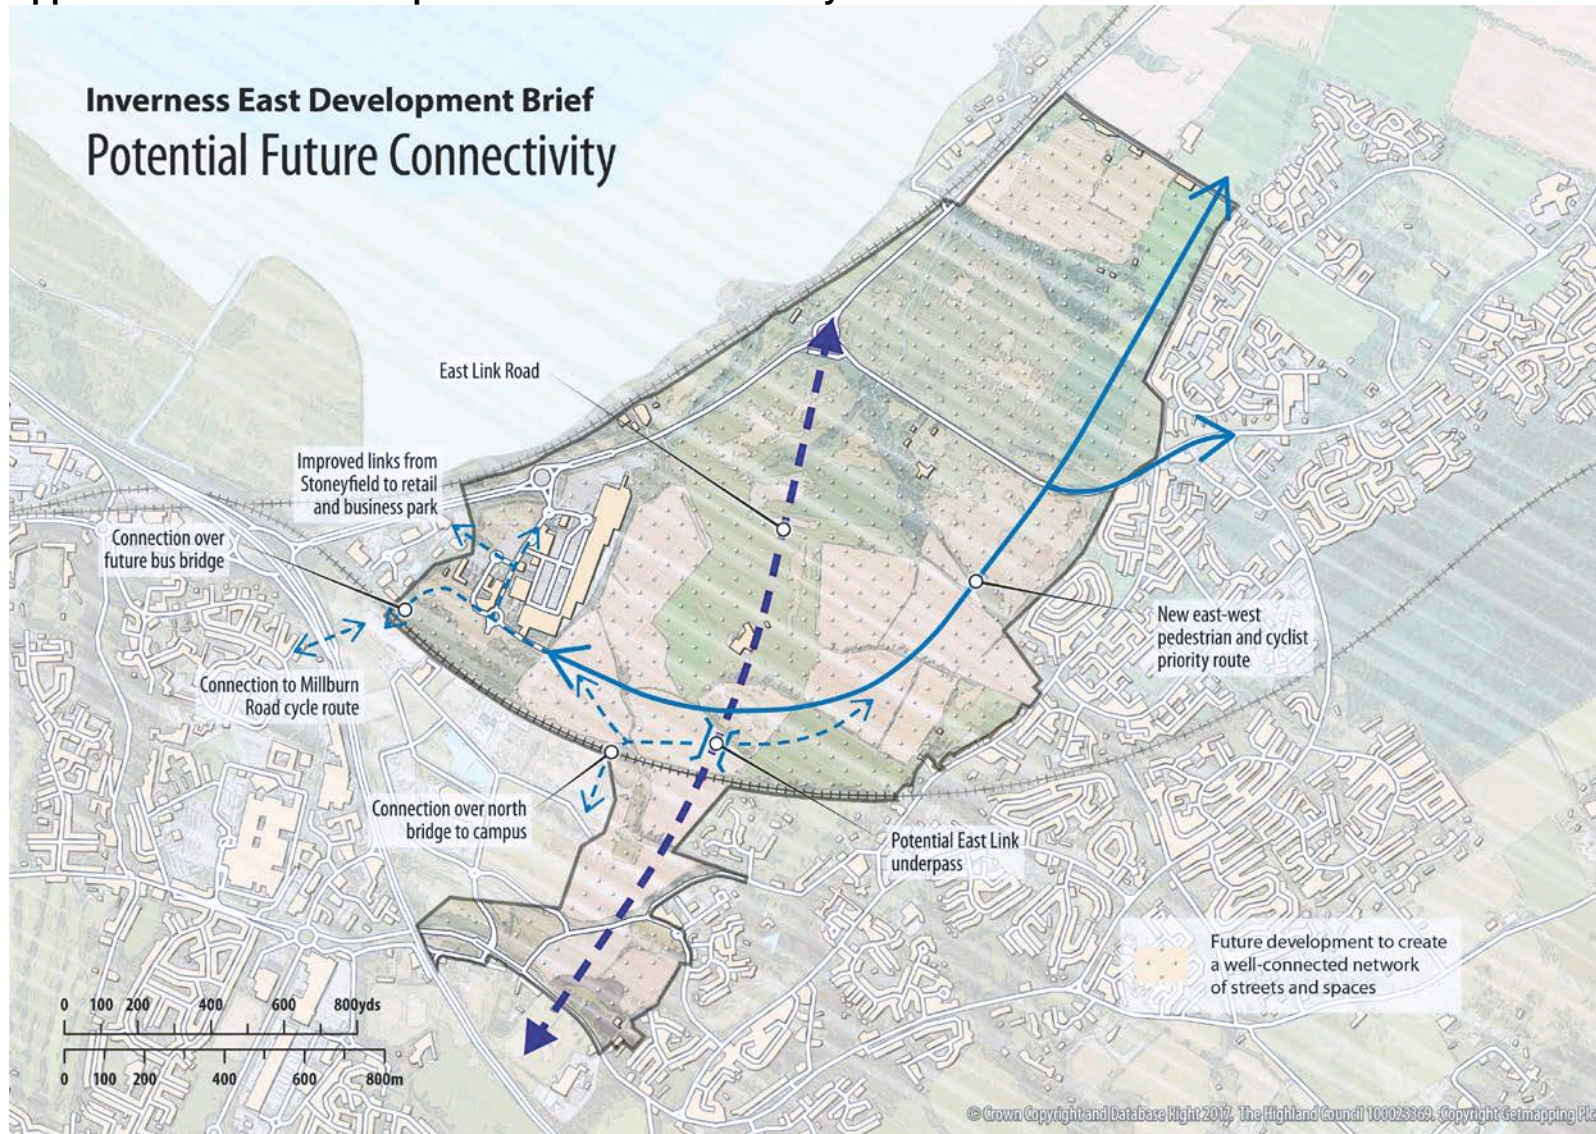 Inverness East Development Brief
Potential Future Connectivity
East Link Road
Improved links from
Stoneyfield to retail
and business park
Connection over
future bus bridge
Connection to Millburn
Road cycle route
New east-west
pedestrian and cyclist
priority route
Connection over north
bridge to campus
Potential East Link
underpass
Future development to create
a well-connected network
of streets and spaces
0 100 200 400 600 800yds
0 100 200 400 600 800m
© Crown Copyright and Database Right 2017. The Highland Council 100023369. Copyright Getmapping Plc